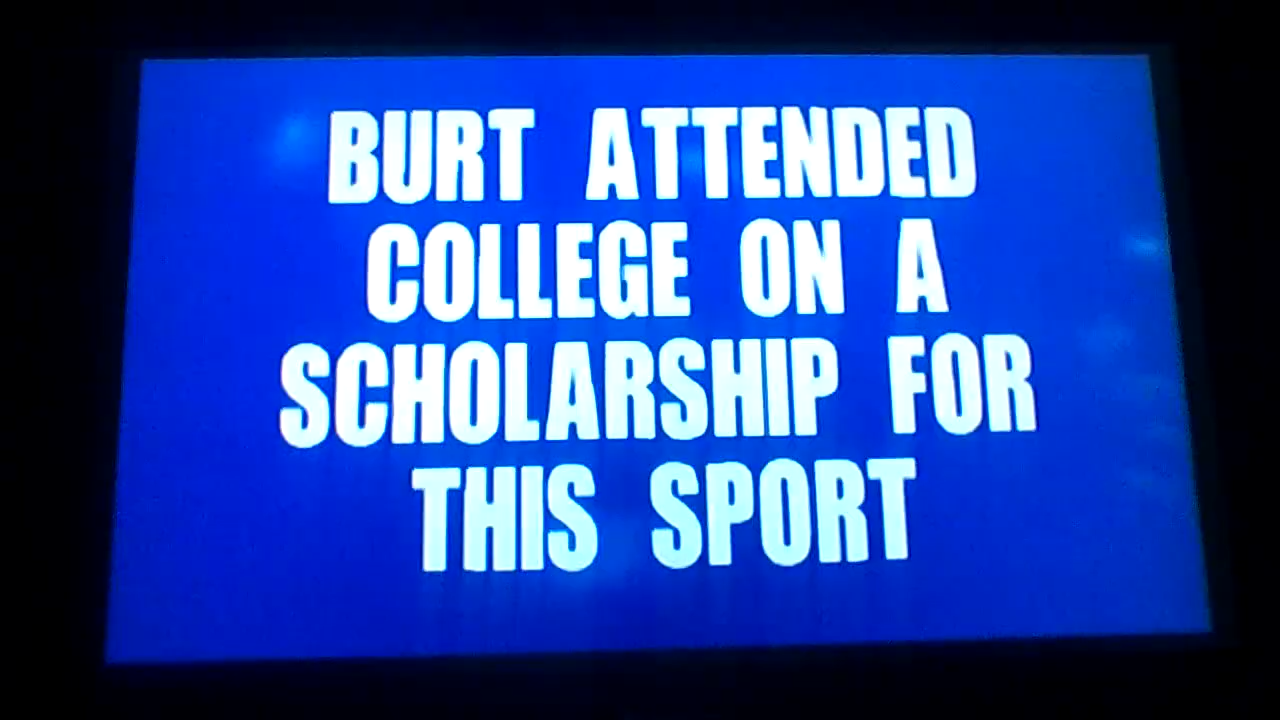 BURT ATTENDED
COLLEGE ON A
SCHOLARSHIP FOR
THIS SPORT